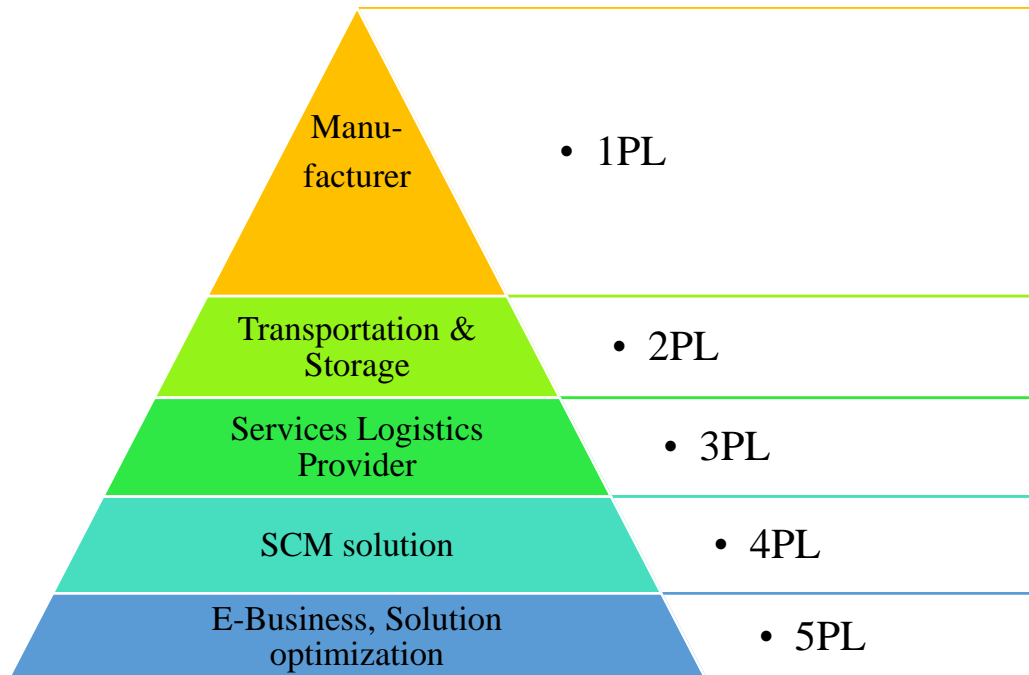 Manu-
facturer
• 1PL
Transportation &
Storage
• 2PL
Services Logistics
Provider
• 3PL
SCM solution
• 4PL
E-Business, Solution
optimization
• 5PL